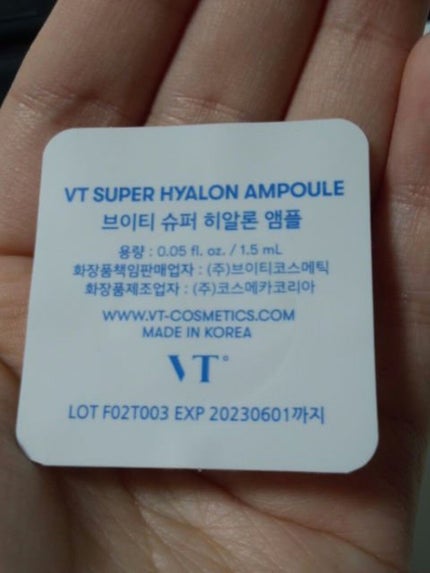 VT SUPER HYALON AMPOULE
브이티 슈퍼 히알론 앰플
용량 : 0.05 fl. oz. / 1.5 mL
화장품책임판매업자 : (주)브이티코스메틱
화장품제조업자 : (주)코스메카코리아
WWW.VT-COSMETICS.COM
MADE IN KOREA
VT°
LOT F02T003 EXP 20230601까지